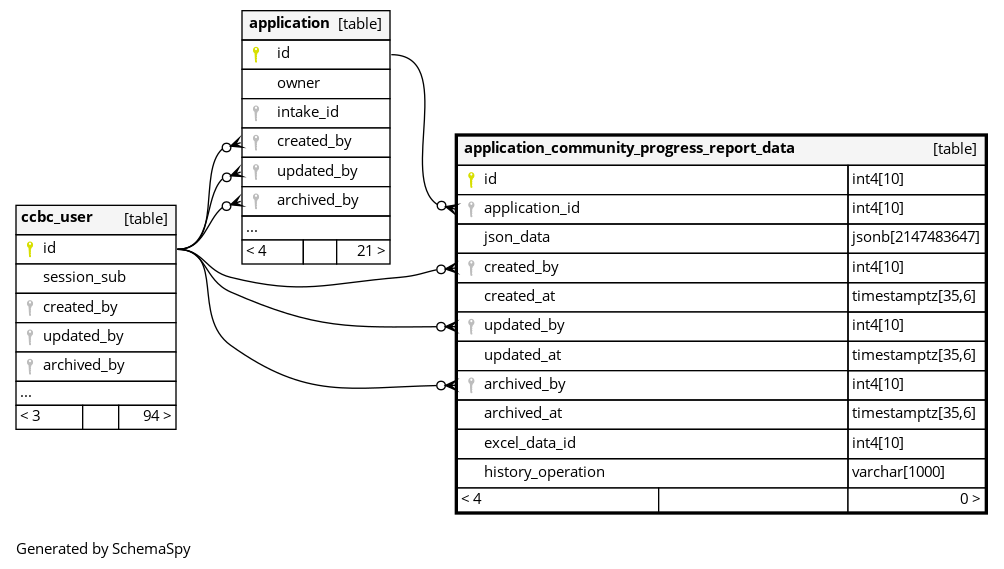 application [table]
id
owner
intake_id
created_by
updated_by
archived_by
...
< 4 21 >
ccbc_user [table]
id
session_sub
created_by
updated_by
archived_by
...
< 3 94 >
application_community_progress_report_data [table]
id int4[10]
application_id int4[10]
json_data jsonb[2147483647]
created_by int4[10]
created_at timestamptz[35,6]
updated_by int4[10]
updated_at timestamptz[35,6]
archived_by int4[10]
archived_at timestamptz[35,6]
excel_data_id int4[10]
history_operation varchar[1000]
< 4 0 >
Generated by SchemaSpy